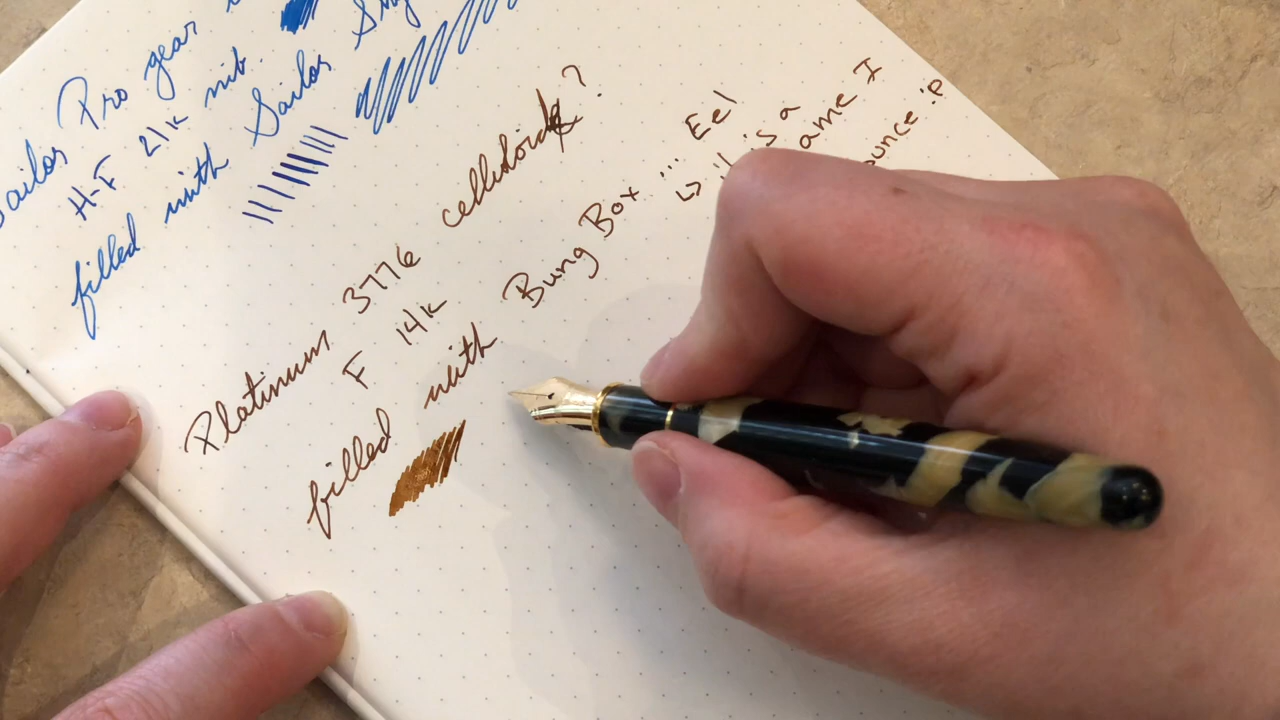 Sailor Pro gear
H-F 21k nib.
filled with Sailor
Platinum 3776 celluloid?
F 14k
filled with Bung Box ... Eel
↳ it is a
ame I
ounce :P